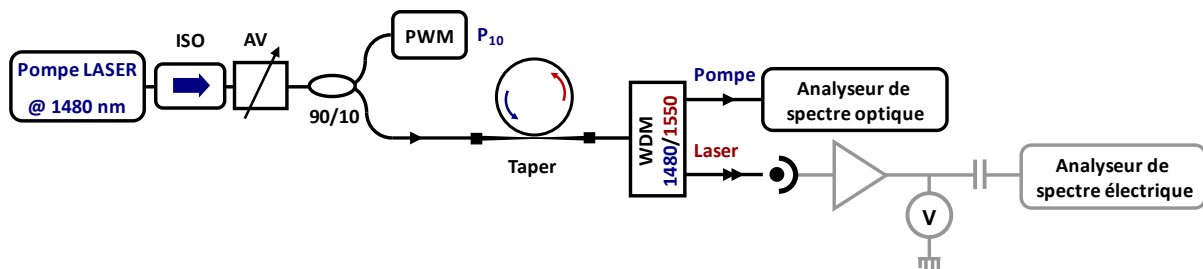 Pompe LASER
@ 1480 nm
ISO
AV
90/10
PWM
P10
Taper
WDM
1480/1550
Pompe
Laser
Analyseur de
spectre optique
V
Analyseur de
spectre électrique